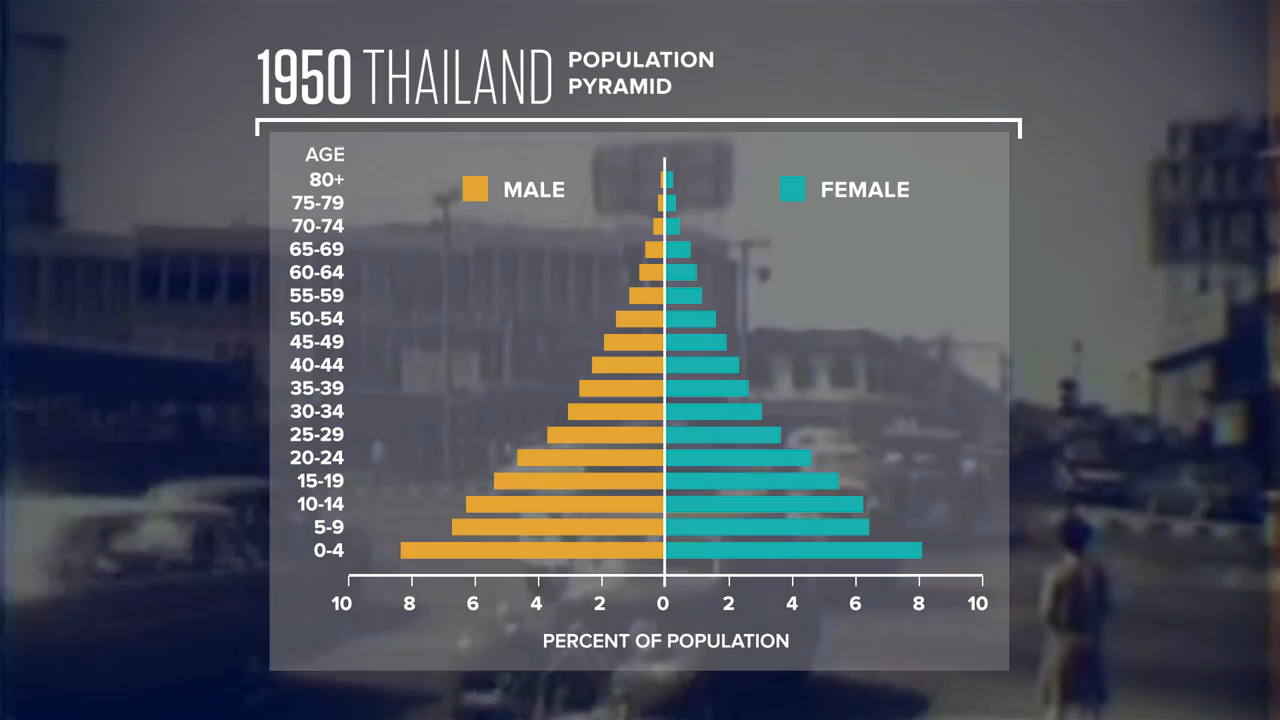 1950 THAILAND POPULATION PYRAMID
AGE
MALE
FEMALE
80+
75-79
70-74
65-69
60-64
55-59
50-54
45-49
40-44
35-39
30-34
25-29
20-24
15-19
10-14
5-9
0-4
10 8 6 4 2 0 2 4 6 8 10
PERCENT OF POPULATION